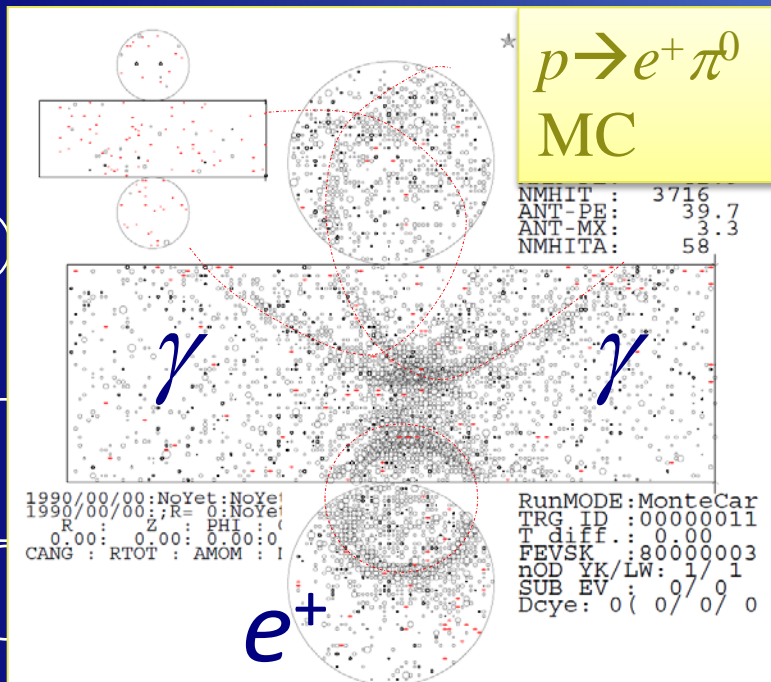 p→e⁺π⁰
MC
NMHIT : 3716
ANT-PE: 39.7
ANT-MX: 3.3
NMHITA: 58
γ γ
1990/00/00:NoYet:NoYet
1990/00/00:;R= 0:NoYet
R : Z : PHI :
0.00: 0.00: 0.00:0
CANG : RTOT : AMOM :
RunMODE:MonteCar
TRG ID :00000011
T diff.: 0.00
FEVSK :80000003
nOD YK/LW: 1/ 1
SUB EV : 0/ 0
Dcye: 0( 0/ 0/ 0
e⁺